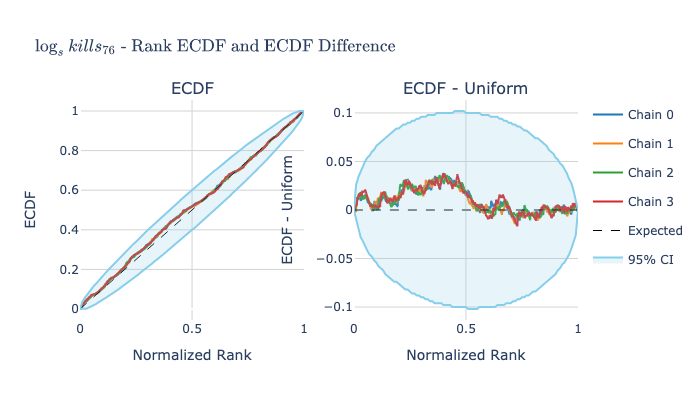 log_s kills_76 - Rank ECDF and ECDF Difference
ECDF
ECDF - Uniform
ECDF
1
0.8
0.6
0.4
0.2
0
0
0.5
1
Normalized Rank
ECDF - Uniform
0.1
0.05
0
−0.05
−0.1
0
0.5
1
Normalized Rank
Chain 0
Chain 1
Chain 2
Chain 3
Expected
95% CI